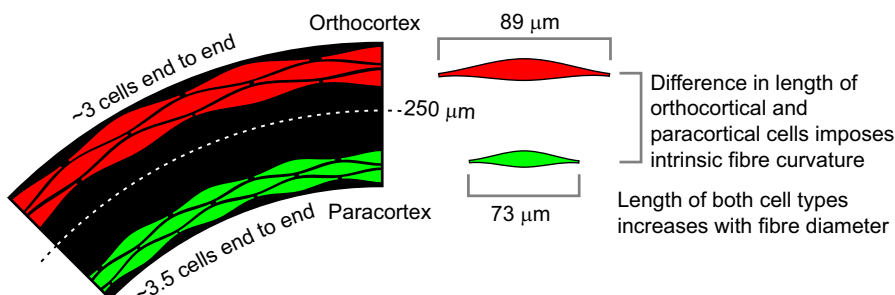 Orthocortex
89 μm
~3 cells end to end
250 μm
Difference in length of
orthocortical and
paracortical cells imposes
intrinsic fibre curvature
Paracortex
73 μm
~3.5 cells end to end
Length of both cell types
increases with fibre diameter